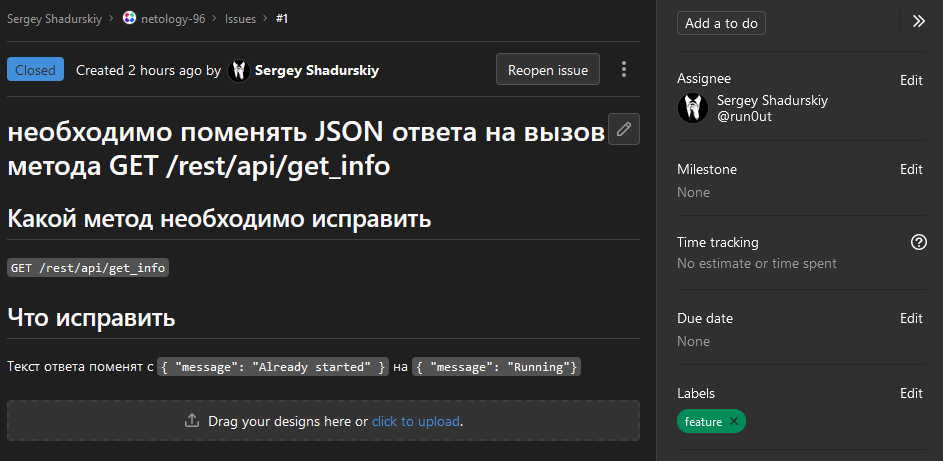 Sergey Shadurskiy > netology-96 > Issues > #1
Closed Created 2 hours ago by Sergey Shadurskiy Reopen issue
необходимо поменять JSON ответа на вызов
метода GET /rest/api/get_info
Какой метод необходимо исправить
GET /rest/api/get_info
Что исправить
Текст ответа поменят с { "message": "Already started" } на { "message": "Running"}
Drag your designs here or click to upload.
Add a to do
Assignee Edit
Sergey Shadurskiy
@run0ut
Milestone Edit
None
Time tracking
No estimate or time spent
Due date Edit
None
Labels Edit
feature